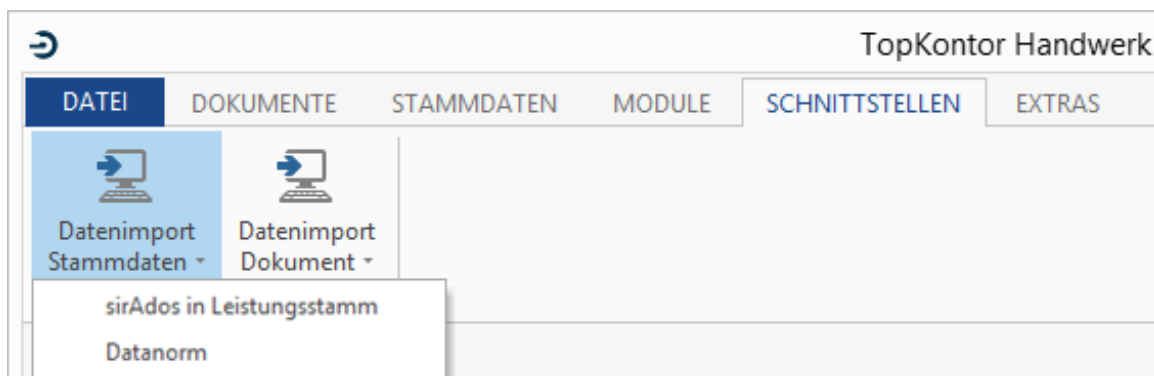 TopKontor Handwerk
DATEI DOKUMENTE STAMMDATEN MODULE SCHNITTSTELLEN EXTRAS
Datenimport Stammdaten
Datenimport Dokument
sirAdos in Leistungsstamm
Datanorm